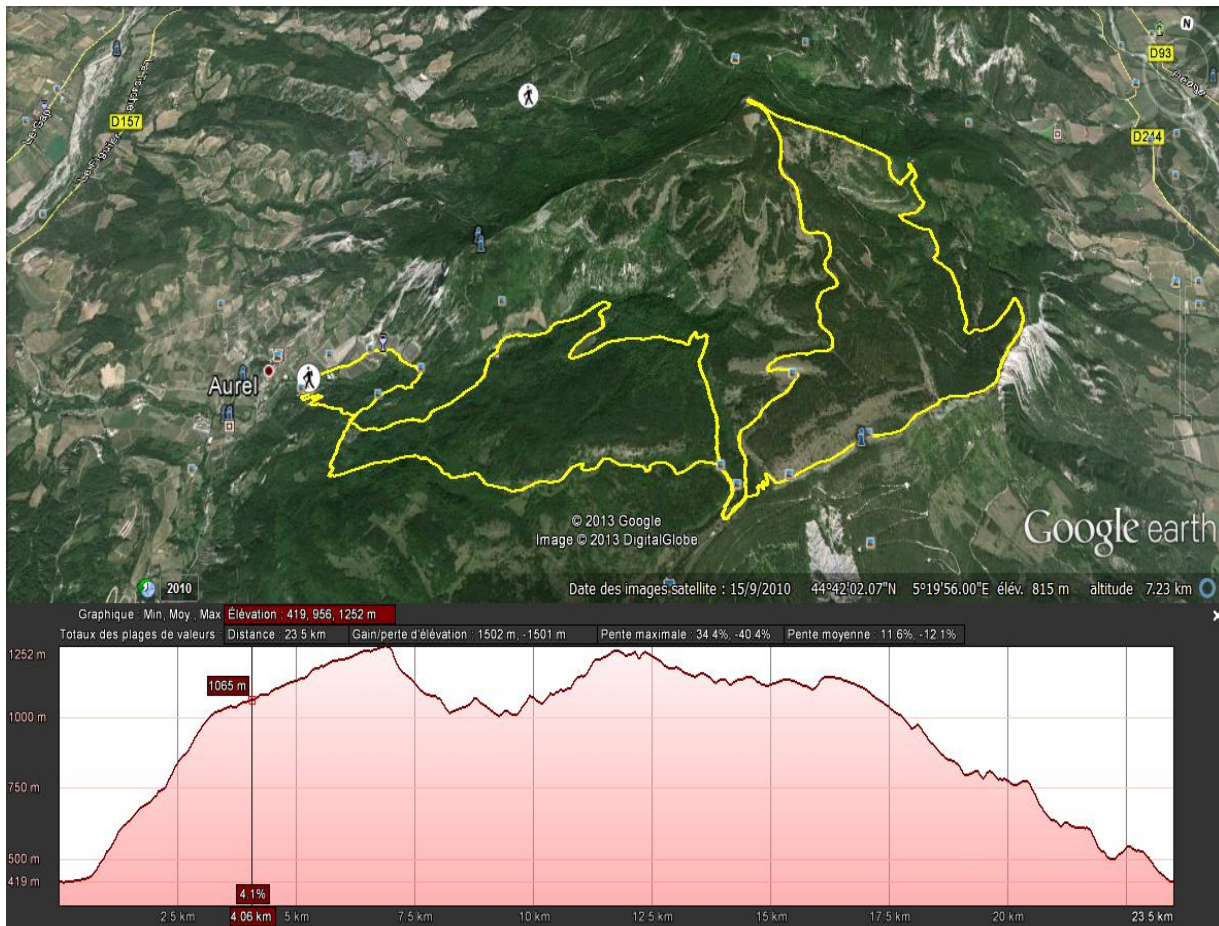 N
D93
D157
Le Gap
Aurel
D214
© 2013 Google
Image © 2013 DigitalGlobe
Google earth
2010
Date des images satellite : 15/9/2010 44°42'02.07"N 5°19'56.00"E élév. 815 m altitude 7.23 km
Graphique : Min, Moy , Max Élévation : 419, 956, 1252 m
Totaux des plages de valeurs : Distance : 23.5 km Gain/perte d'élévation : 1502 m, -1501 m Pente maximale : 34.4%, -40.4% Pente moyenne : 11.6%, -12.1%
1252 m
1065 m
1000 m
750 m
500 m
419 m
4.1%
2.5 km 4.06 km 5 km 7.5 km 10 km 12.5 km 15 km 17.5 km 20 km 23.5 km